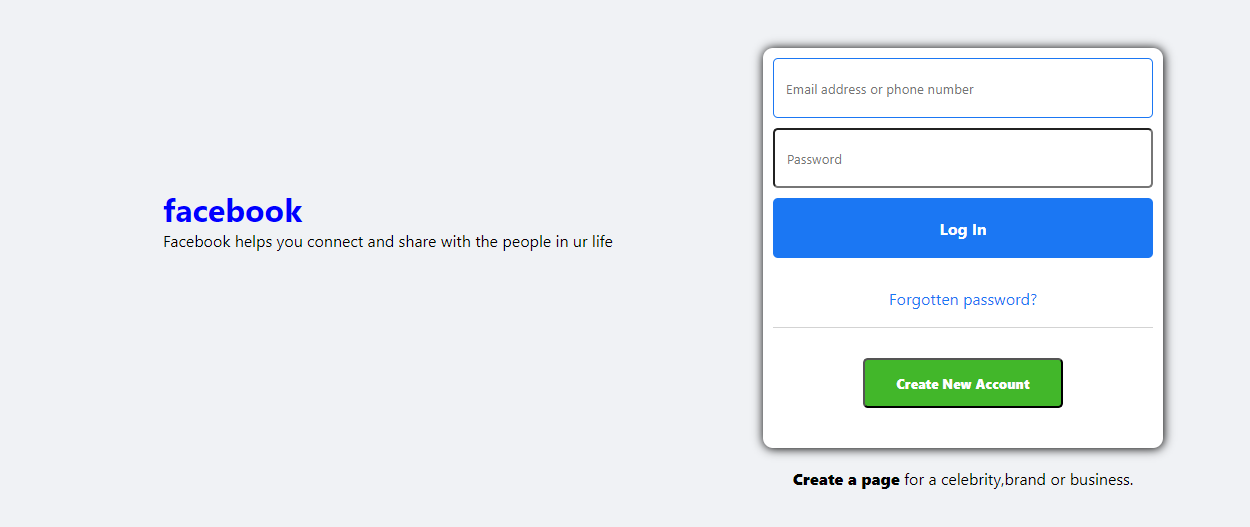 facebook
Facebook helps you connect and share with the people in ur life
Email address or phone number
Password
Log In
Forgotten password?
Create New Account
Create a page for a celebrity,brand or business.